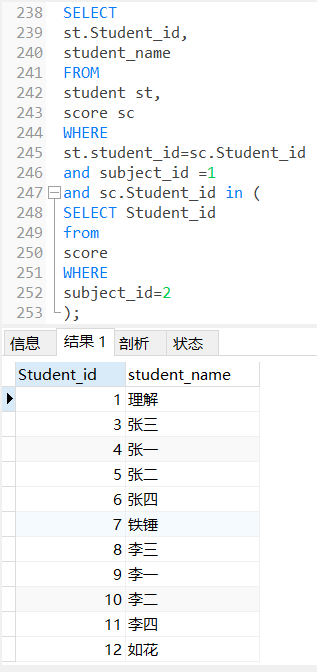 238 SELECT
239 st.Student_id,
240 student_name
241 FROM
242 student st,
243 score sc
244 WHERE
245 st.student_id=sc.Student_id
246 and subject_id =1
247 and sc.Student_id in (
248 SELECT Student_id
249 from
250 score
251 WHERE
252 subject_id=2
253 );
信息 结果 1 剖析 状态
Student_id student_name
1 理解
3 张三
4 张一
5 张二
6 张四
7 铁锤
8 李三
9 李一
10 李二
11 李四
12 如花